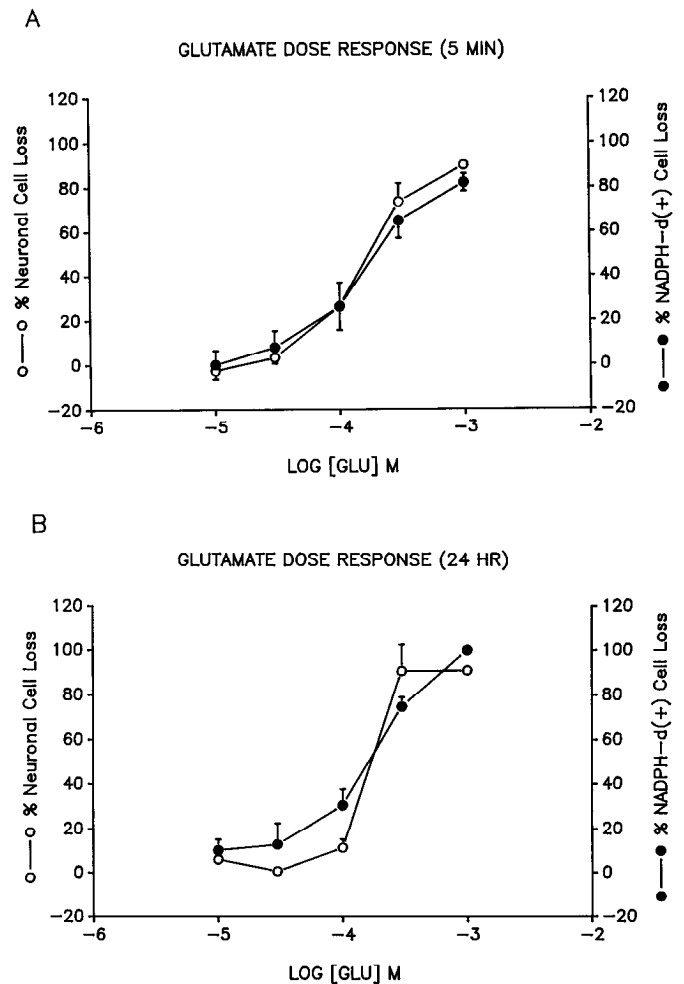 A
GLUTAMATE DOSE RESPONSE (5 MIN)
% Neuronal Cell Loss
120
100
80
60
40
20
0
−20
120
100
80
60
40
20
0
−20
% NADPH−d(+) Cell Loss
−6 −5 −4 −3 −2
LOG [GLU] M
B
GLUTAMATE DOSE RESPONSE (24 HR)
% Neuronal Cell Loss
120
100
80
60
40
20
0
−20
120
100
80
60
40
20
0
−20
% NADPH−d(+) Cell Loss
−6 −5 −4 −3 −2
LOG [GLU] M